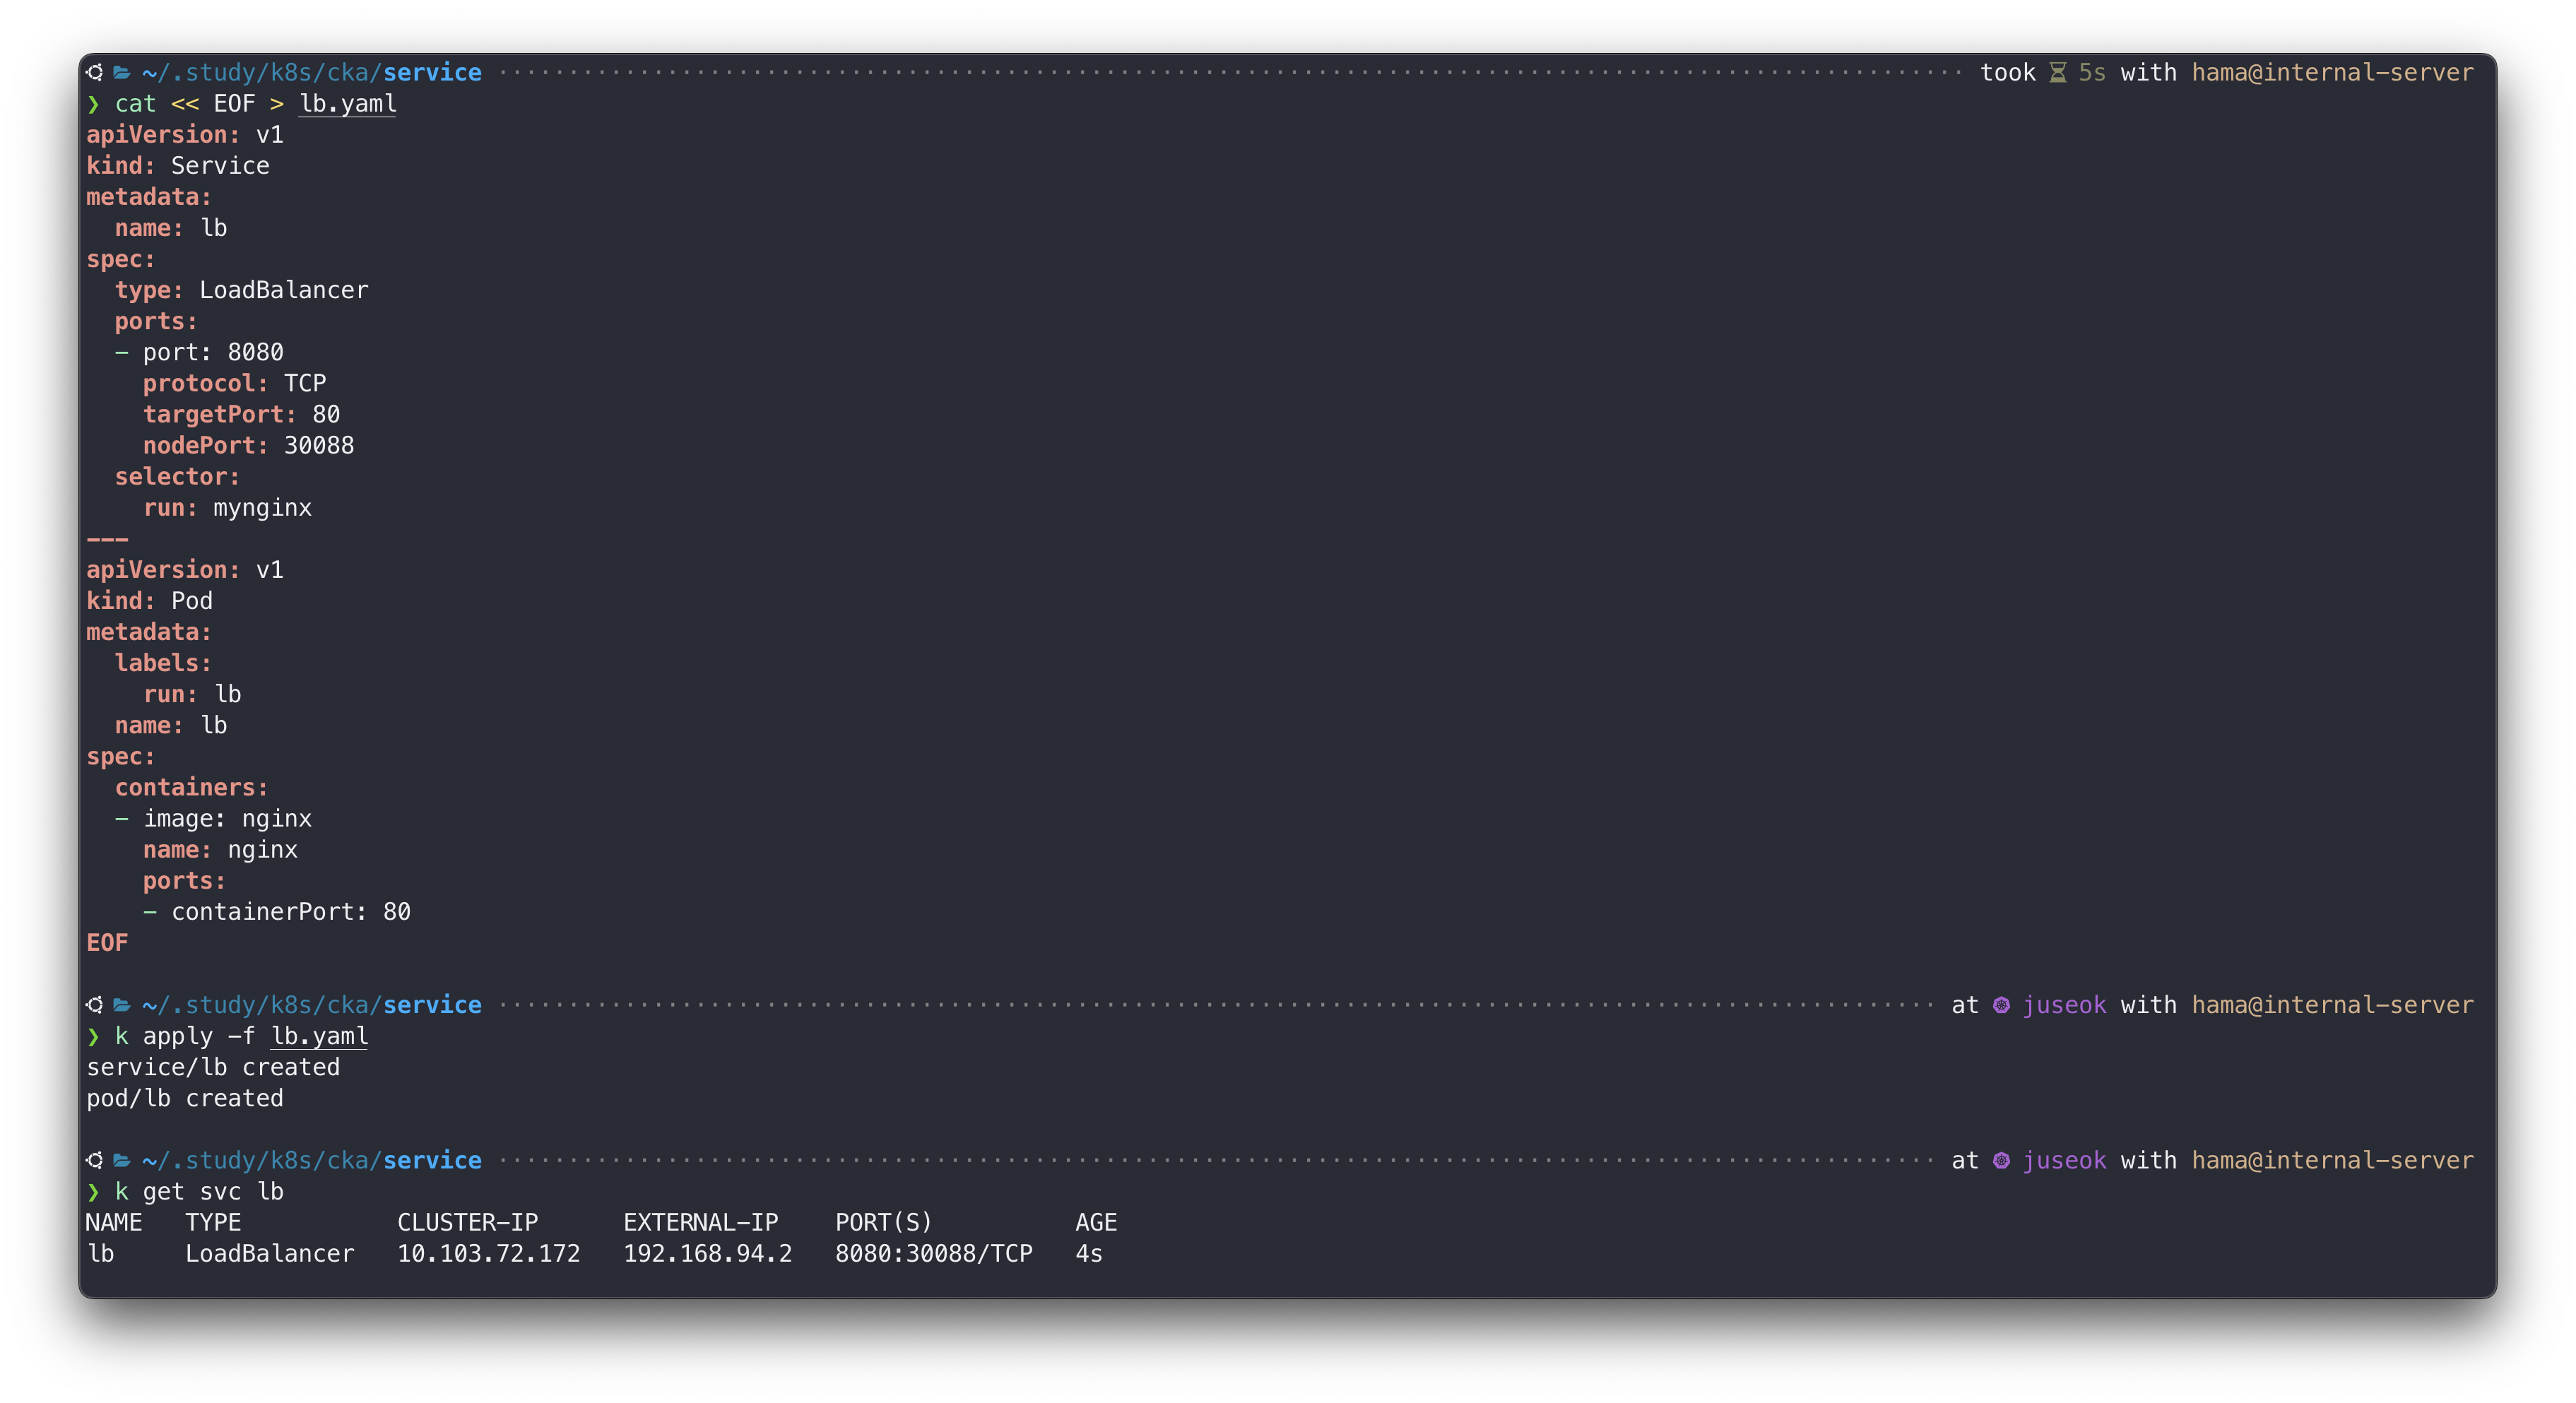 ~/.study/k8s/cka/service took 5s with hama@internal-server
❯ cat << EOF > lb.yaml
apiVersion: v1
kind: Service
metadata:
  name: lb
spec:
  type: LoadBalancer
  ports:
  - port: 8080
    protocol: TCP
    targetPort: 80
    nodePort: 30088
  selector:
    run: mynginx
---
apiVersion: v1
kind: Pod
metadata:
  labels:
    run: lb
  name: lb
spec:
  containers:
  - image: nginx
    name: nginx
    ports:
    - containerPort: 80
EOF
~/.study/k8s/cka/service at juseok with hama@internal-server
❯ k apply -f lb.yaml
service/lb created
pod/lb created
~/.study/k8s/cka/service at juseok with hama@internal-server
❯ k get svc lb
NAME   TYPE           CLUSTER-IP      EXTERNAL-IP    PORT(S)          AGE
lb     LoadBalancer   10.103.72.172   192.168.94.2   8080:30088/TCP   4s